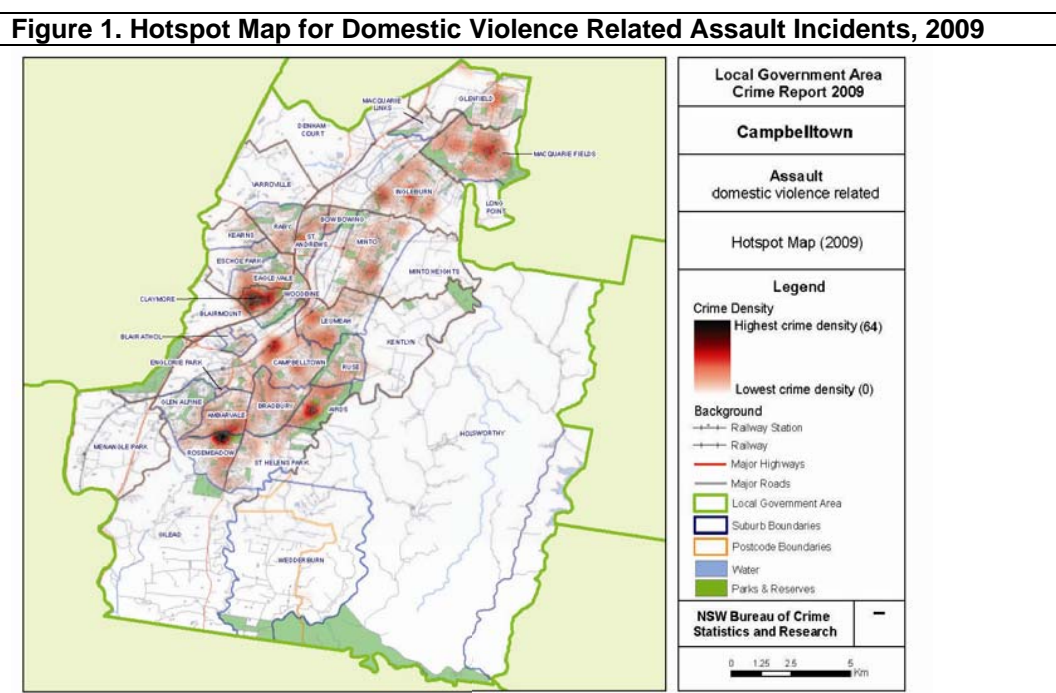 Figure 1. Hotspot Map for Domestic Violence Related Assault Incidents, 2009
MACQUARIE
LINKS
GLENFIELD
DENHAM
COURT
MACQUARIE FIELDS
VARROVILLE
INGLEBURN
LONG
POINT
BOW BOWING
RABY
KEARNS
ST.
ANDREWS
MINTO
ESCHOE PARK
EAGLE VALE
MINTO HEIGHTS
CLAYMORE
WOODBINE
BLAIRMOUNT
LEUMEAH
BLAIR ATHOL
KENTLYN
ENGLORIE PARK
CAMPBELLTOWN
RUSE
GLEN ALPINE
BRADBURY
AIRDS
AMBARVALE
MENANGLE PARK
HOLSWORTHY
ROSEMEADOW
ST HELENS PARK
GILEAD
WEDDERBURN
Local Government Area
Crime Report 2009
Campbelltown
Assault
domestic violence related
Hotspot Map (2009)
Legend
Crime Density
Highest crime density (64)
Lowest crime density (0)
Background
Railway Station
Railway
Major Highways
Major Roads
Local Government Area
Suburb Boundaries
Postcode Boundaries
Water
Parks & Reserves
NSW Bureau of Crime
Statistics and Research
0 1.25 2.5 5
Km